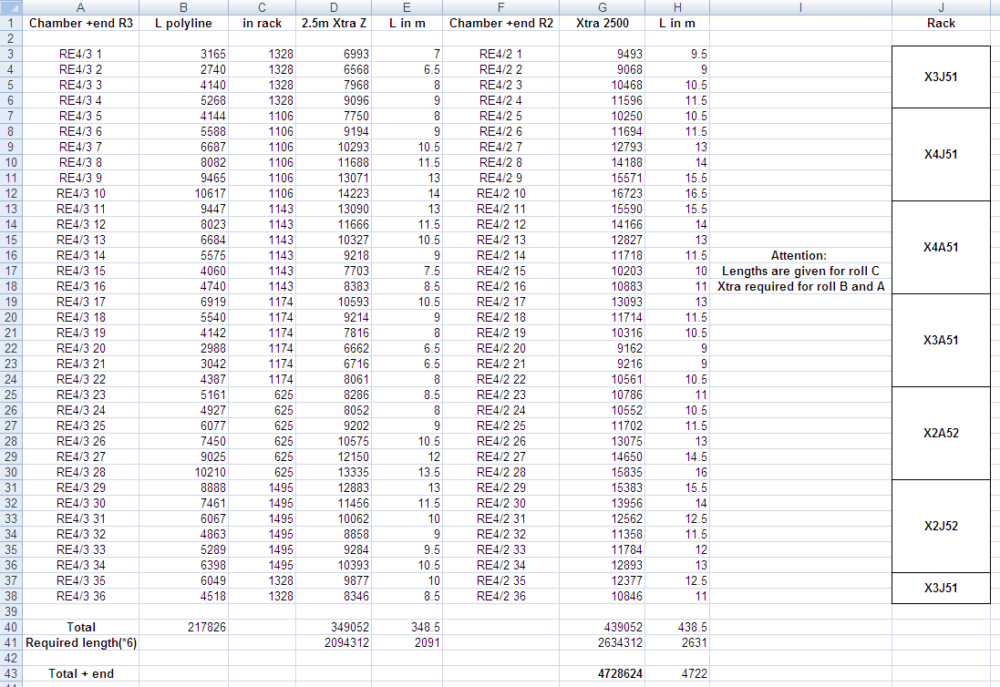 A B C D E F G H I J
1 Chamber +end R3 L polyline in rack 2.5m Xtra Z L in m Chamber +end R2 Xtra 2500 L in m Rack
2
3 RE4/3 1 3165 1328 6993 7 RE4/2 1 9493 9.5
4 RE4/3 2 2740 1328 6568 6.5 RE4/2 2 9068 9 X3J51
5 RE4/3 3 4140 1328 7968 8 RE4/2 3 10468 10.5
6 RE4/3 4 5268 1328 9096 9 RE4/2 4 11596 11.5
7 RE4/3 5 4144 1106 7750 8 RE4/2 5 10250 10.5
8 RE4/3 6 5588 1106 9194 9 RE4/2 6 11694 11.5
9 RE4/3 7 6687 1106 10293 10.5 RE4/2 7 12793 13 X4J51
10 RE4/3 8 8082 1106 11688 11.5 RE4/2 8 14188 14
11 RE4/3 9 9465 1106 13071 13 RE4/2 9 15571 15.5
12 RE4/3 10 10617 1106 14223 14 RE4/2 10 16723 16.5
13 RE4/3 11 9447 1143 13090 13 RE4/2 11 15590 15.5
14 RE4/3 12 8023 1143 11666 11.5 RE4/2 12 14166 14
15 RE4/3 13 6684 1143 10327 10.5 RE4/2 13 12827 13 X4A51
16 RE4/3 14 5575 1143 9218 9 RE4/2 14 11718 11.5 Attention:
17 RE4/3 15 4060 1143 7703 7.5 RE4/2 15 10203 10 Lengths are given for roll C
18 RE4/3 16 4740 1143 8383 8.5 RE4/2 16 10883 11 Xtra required for roll B and A
19 RE4/3 17 6919 1174 10593 10.5 RE4/2 17 13093 13
20 RE4/3 18 5540 1174 9214 9 RE4/2 18 11714 11.5
21 RE4/3 19 4142 1174 7816 8 RE4/2 19 10316 10.5 X3A51
22 RE4/3 20 2988 1174 6662 6.5 RE4/2 20 9162 9
23 RE4/3 21 3042 1174 6716 6.5 RE4/2 21 9216 9
24 RE4/3 22 4387 1174 8061 8 RE4/2 22 10561 10.5
25 RE4/3 23 5161 625 8286 8.5 RE4/2 23 10786 11
26 RE4/3 24 4927 625 8052 8 RE4/2 24 10552 10.5
27 RE4/3 25 6077 625 9202 9 RE4/2 25 11702 11.5 X2A52
28 RE4/3 26 7450 625 10575 10.5 RE4/2 26 13075 13
29 RE4/3 27 9025 625 12150 12 RE4/2 27 14650 14.5
30 RE4/3 28 10210 625 13335 13.5 RE4/2 28 15835 16
31 RE4/3 29 8888 1495 12883 13 RE4/2 29 15383 15.5
32 RE4/3 30 7461 1495 11456 11.5 RE4/2 30 13956 14
33 RE4/3 31 6067 1495 10062 10 RE4/2 31 12562 12.5 X2J52
34 RE4/3 32 4863 1495 8858 9 RE4/2 32 11358 11.5
35 RE4/3 33 5289 1495 9284 9.5 RE4/2 33 11784 12
36 RE4/3 34 6398 1495 10393 10.5 RE4/2 34 12893 13
37 RE4/3 35 6049 1328 9877 10 RE4/2 35 12377 12.5 X3J51
38 RE4/3 36 4518 1328 8346 8.5 RE4/2 36 10846 11
39
40 Total 217826 349052 348.5 439052 438.5
41 Required length(*6) 2094312 2091 2634312 2631
42
43 Total + end 4728624 4722